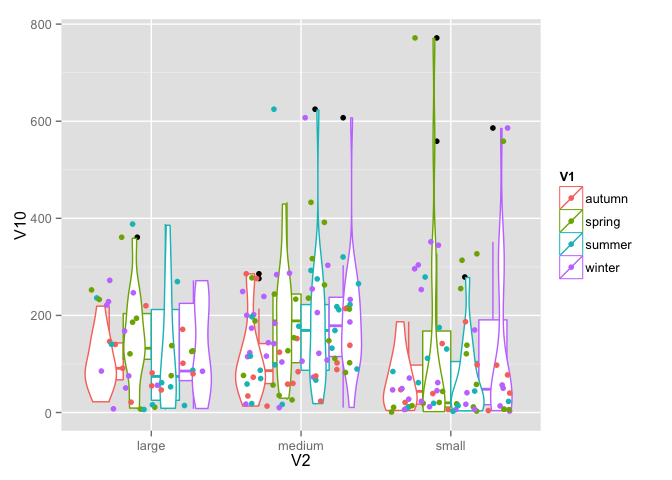 800
600
400
200
0
V10
large
medium
small
V2
V1
autumn
spring
summer
winter